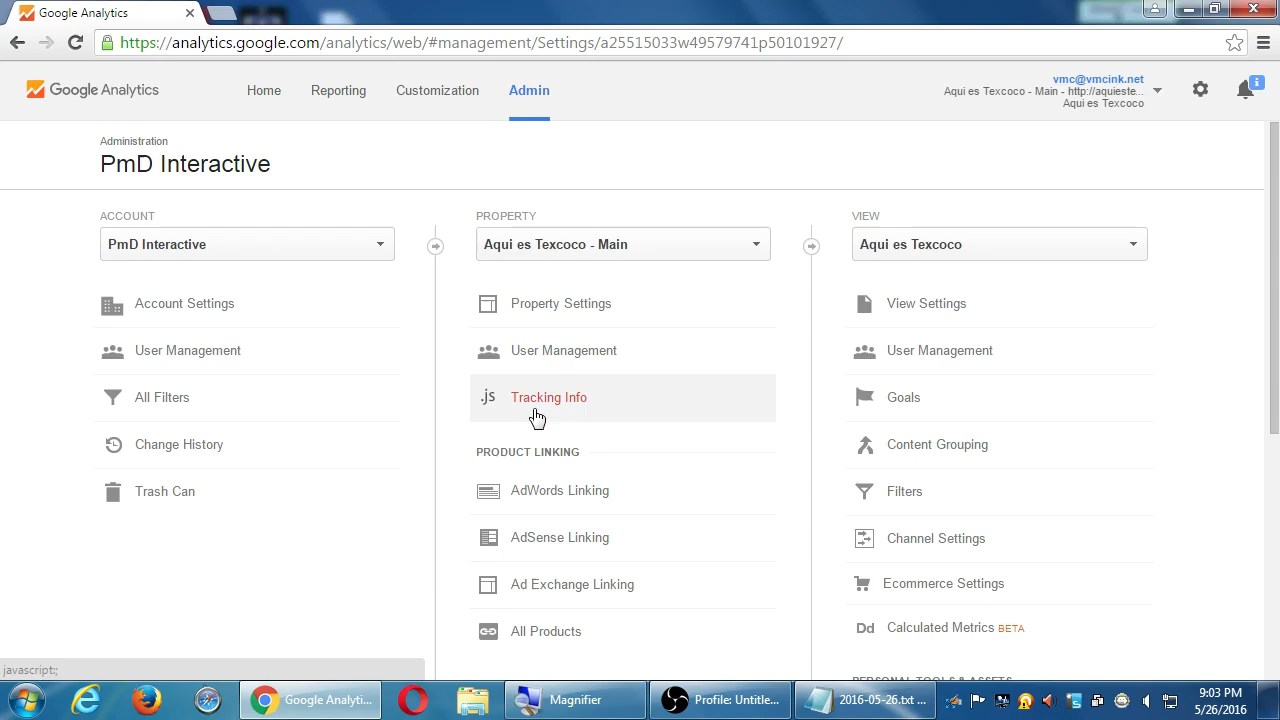 Google Analytics
https://analytics.google.com/analytics/web/#management/Settings/a25515033w49579741p50101927/
Google Analytics
Home
Reporting
Customization
Admin
vmc@vmcink.net
Aqui es Texcoco - Main - http://aquieste...
Aqui es Texcoco
i
Administration
PmD Interactive
ACCOUNT
PmD Interactive
Account Settings
User Management
All Filters
Change History
Trash Can
PROPERTY
Aqui es Texcoco - Main
Property Settings
User Management
.js Tracking Info
PRODUCT LINKING
AdWords Linking
AdSense Linking
Ad Exchange Linking
All Products
VIEW
Aqui es Texcoco
View Settings
User Management
Goals
Content Grouping
Filters
Channel Settings
Ecommerce Settings
Dd Calculated Metrics BETA
PERSONAL TOOLS & ASSETS
javascript:;
Google Analyti...
Magnifier
Profile: Untitle...
2016-05-26.txt ...
9:03 PM
5/26/2016